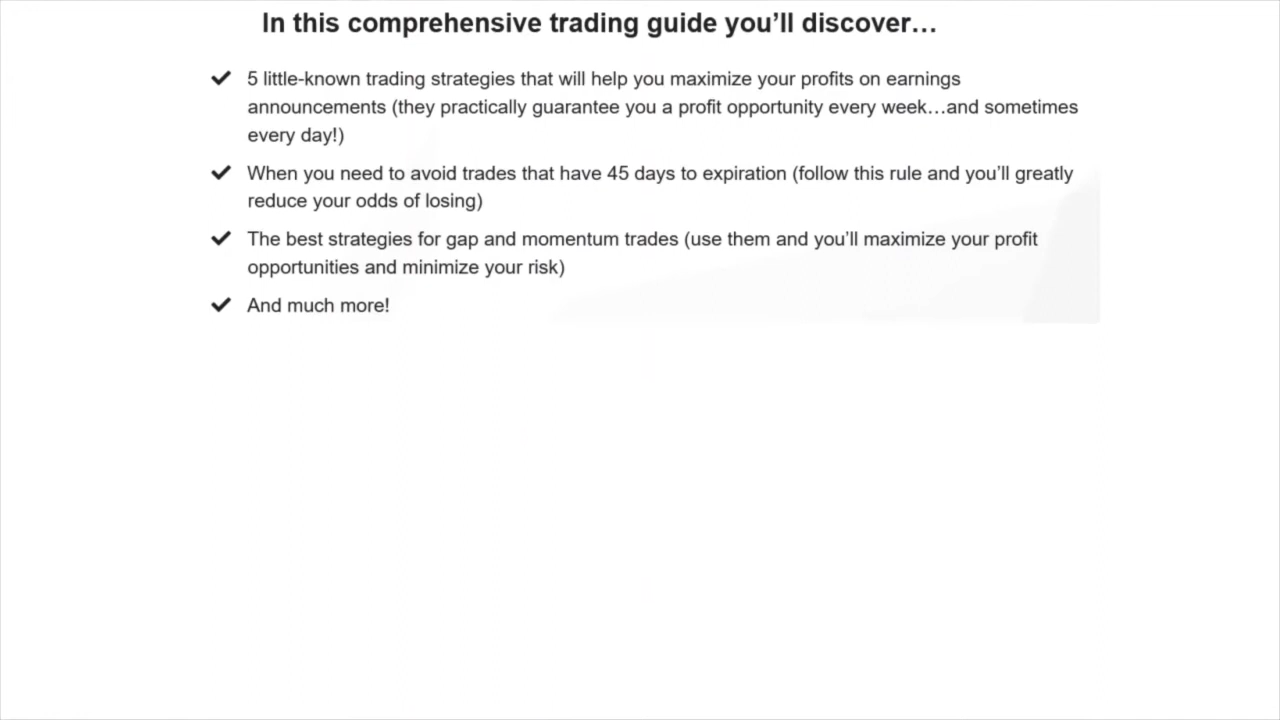 In this comprehensive trading guide you’ll discover…
5 little-known trading strategies that will help you maximize your profits on earnings
announcements (they practically guarantee you a profit opportunity every week…and sometimes
every day!)
When you need to avoid trades that have 45 days to expiration (follow this rule and you’ll greatly
reduce your odds of losing)
The best strategies for gap and momentum trades (use them and you’ll maximize your profit
opportunities and minimize your risk)
And much more!